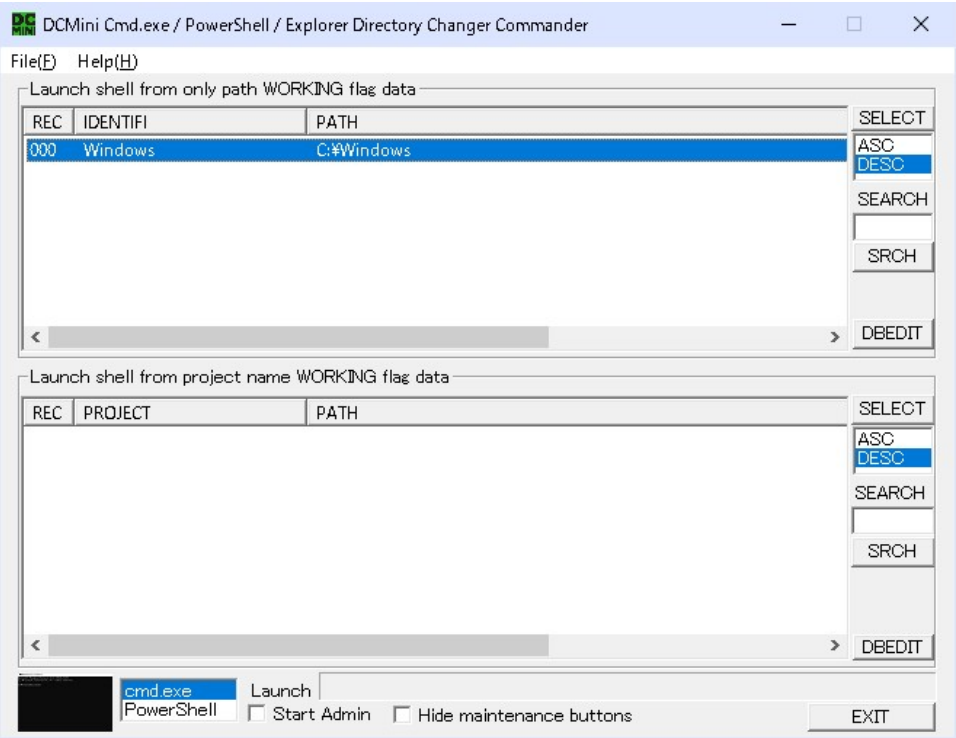 DC MINI DCMini Cmd.exe / PowerShell / Explorer Directory Changer Commander
File(F) Help(H)
Launch shell from only path WORKING flag data
REC IDENTIFI PATH
000 Windows C:¥Windows
SELECT
ASC
DESC
SEARCH
SRCH
DBEDIT
Launch shell from project name WORKING flag data
REC PROJECT PATH
SELECT
ASC
DESC
SEARCH
SRCH
DBEDIT
cmd.exe
PowerShell
Launch
Start Admin Hide maintenance buttons
EXIT